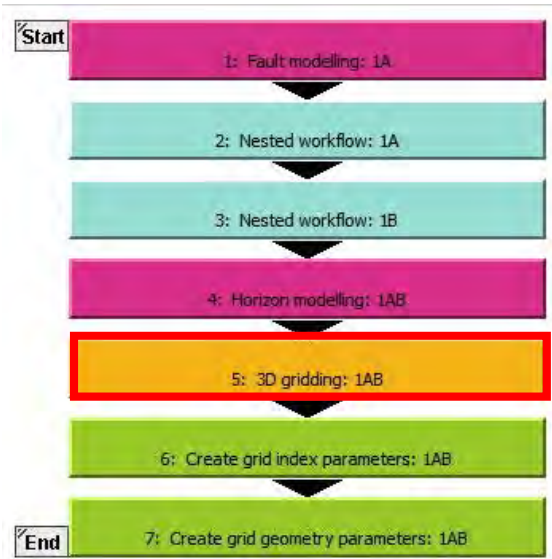 Start
1: Fault modelling: 1A
2: Nested workflow: 1A
3: Nested workflow: 1B
4: Horizon modelling: 1AB
5: 3D gridding: 1AB
6: Create grid index parameters: 1AB
7: Create grid geometry parameters: 1AB
End